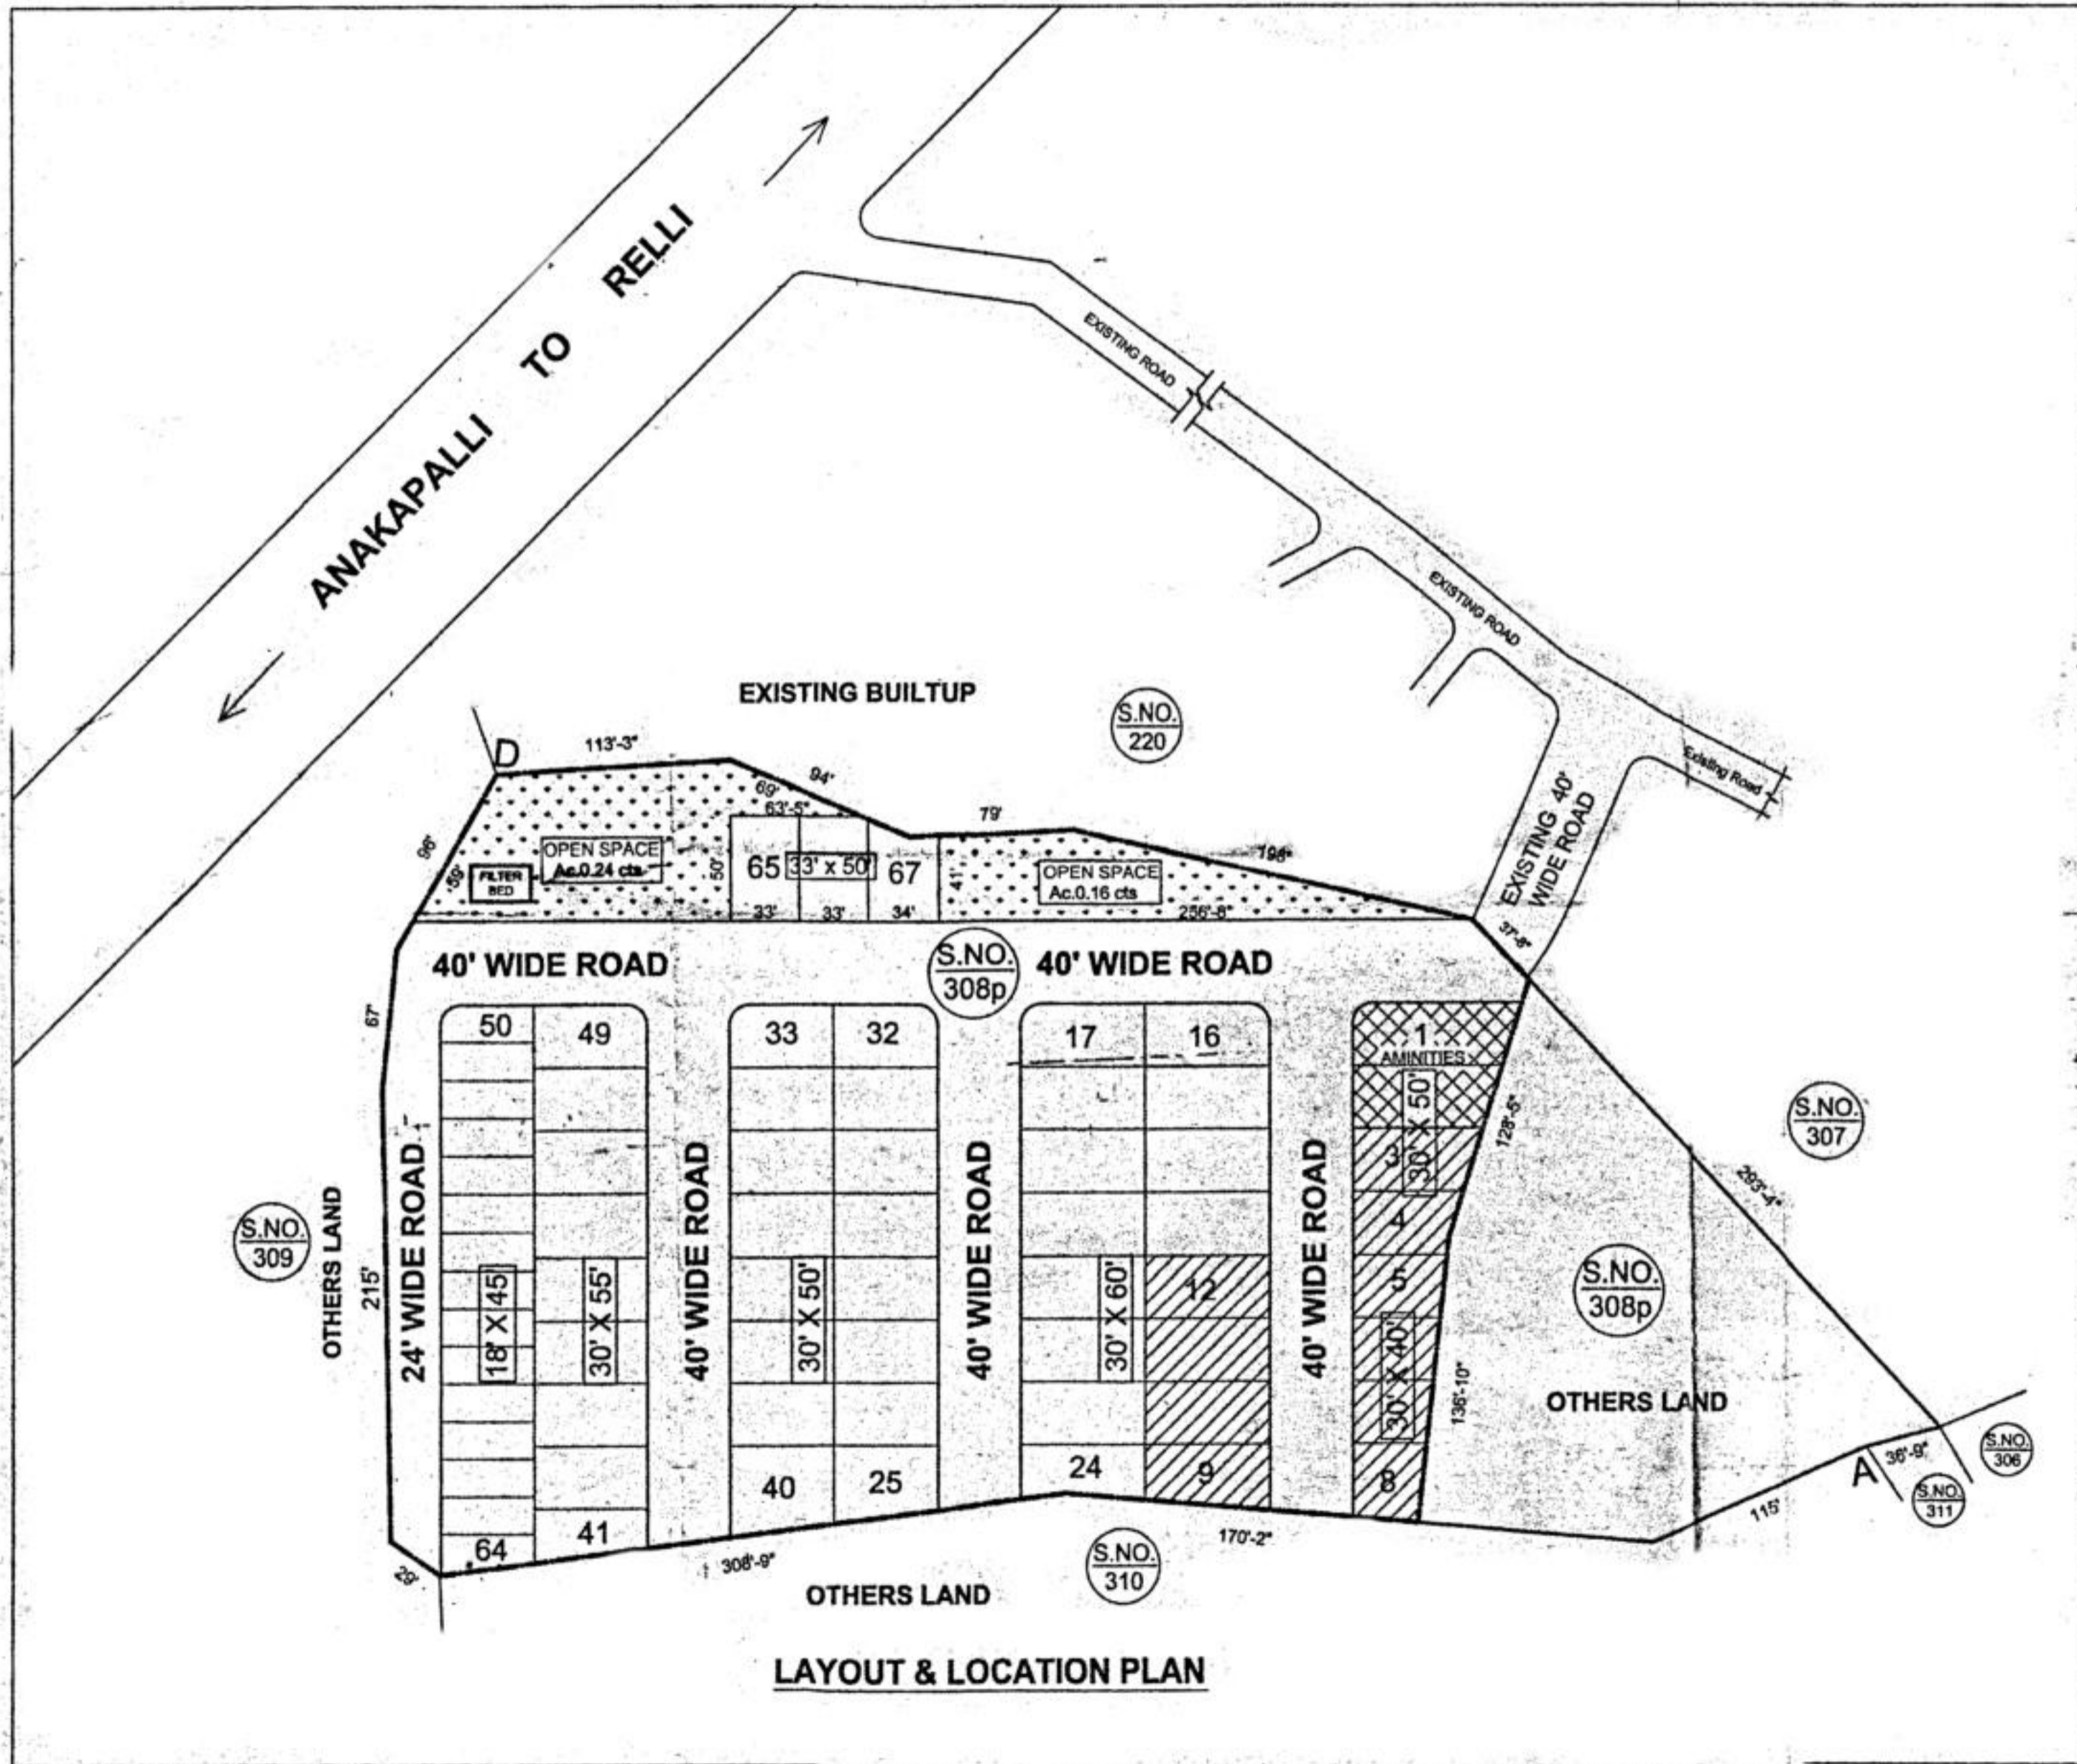 ANAKAPALLI TO RELLI
EXISTING ROAD
EXISTING ROAD
Existing Road
EXISTING 40'
WIDE ROAD
EXISTING BUILTUP
S.NO.
220
D
113'-3"
94'
69'
63'-5"
79'
198'
96'
59'
FILTER
BED
OPEN SPACE
Ac.0.24 cts
50'
65
33' x 50'
67
41'
OPEN SPACE
Ac.0.16 cts
33'
33'
34'
256'-8"
37'-8"
40' WIDE ROAD
S.NO.
308p
40' WIDE ROAD
67'
50
49
33
32
17
16
1
AMINITIES
30' X 50'
128'-5"
3
4
5
S.NO.
307
293'-4"
S.NO.
309
OTHERS LAND
215'
24' WIDE ROAD
18' X 45'
30' X 55'
40' WIDE ROAD
30' X 50'
40' WIDE ROAD
30' X 60'
12
40' WIDE ROAD
30' X 40'
136'-10"
S.NO.
308p
OTHERS LAND
40
25
24
9
8
A
36'-9"
S.NO.
306
S.NO.
311
115'
64
41
29'
308'-9"
170'-2"
S.NO.
310
OTHERS LAND
LAYOUT & LOCATION PLAN